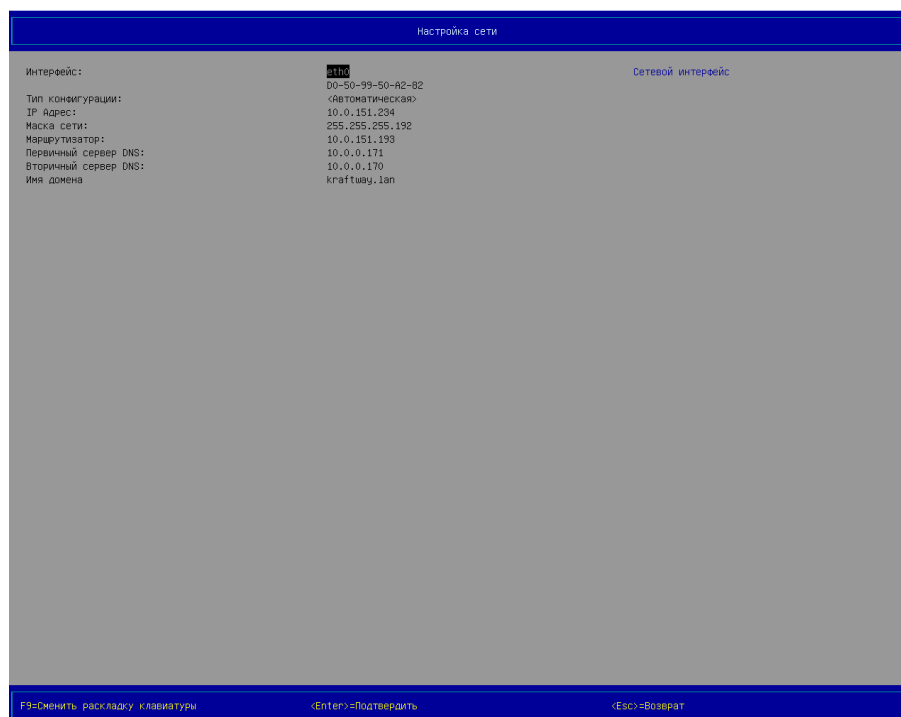 Настройка сети
Интерфейс: eth0 Сетевой интерфейс
D0-50-99-50-A2-82
Тип конфигурации: <Автоматическая>
IP Адрес: 10.0.151.234
Маска сети: 255.255.255.192
Маршрутизатор: 10.0.151.193
Первичный сервер DNS: 10.0.0.171
Вторичный сервер DNS: 10.0.0.170
Имя домена kraftway.lan
F9=Сменить раскладку клавиатуры <Enter>=Подтвердить <Esc>=Возврат